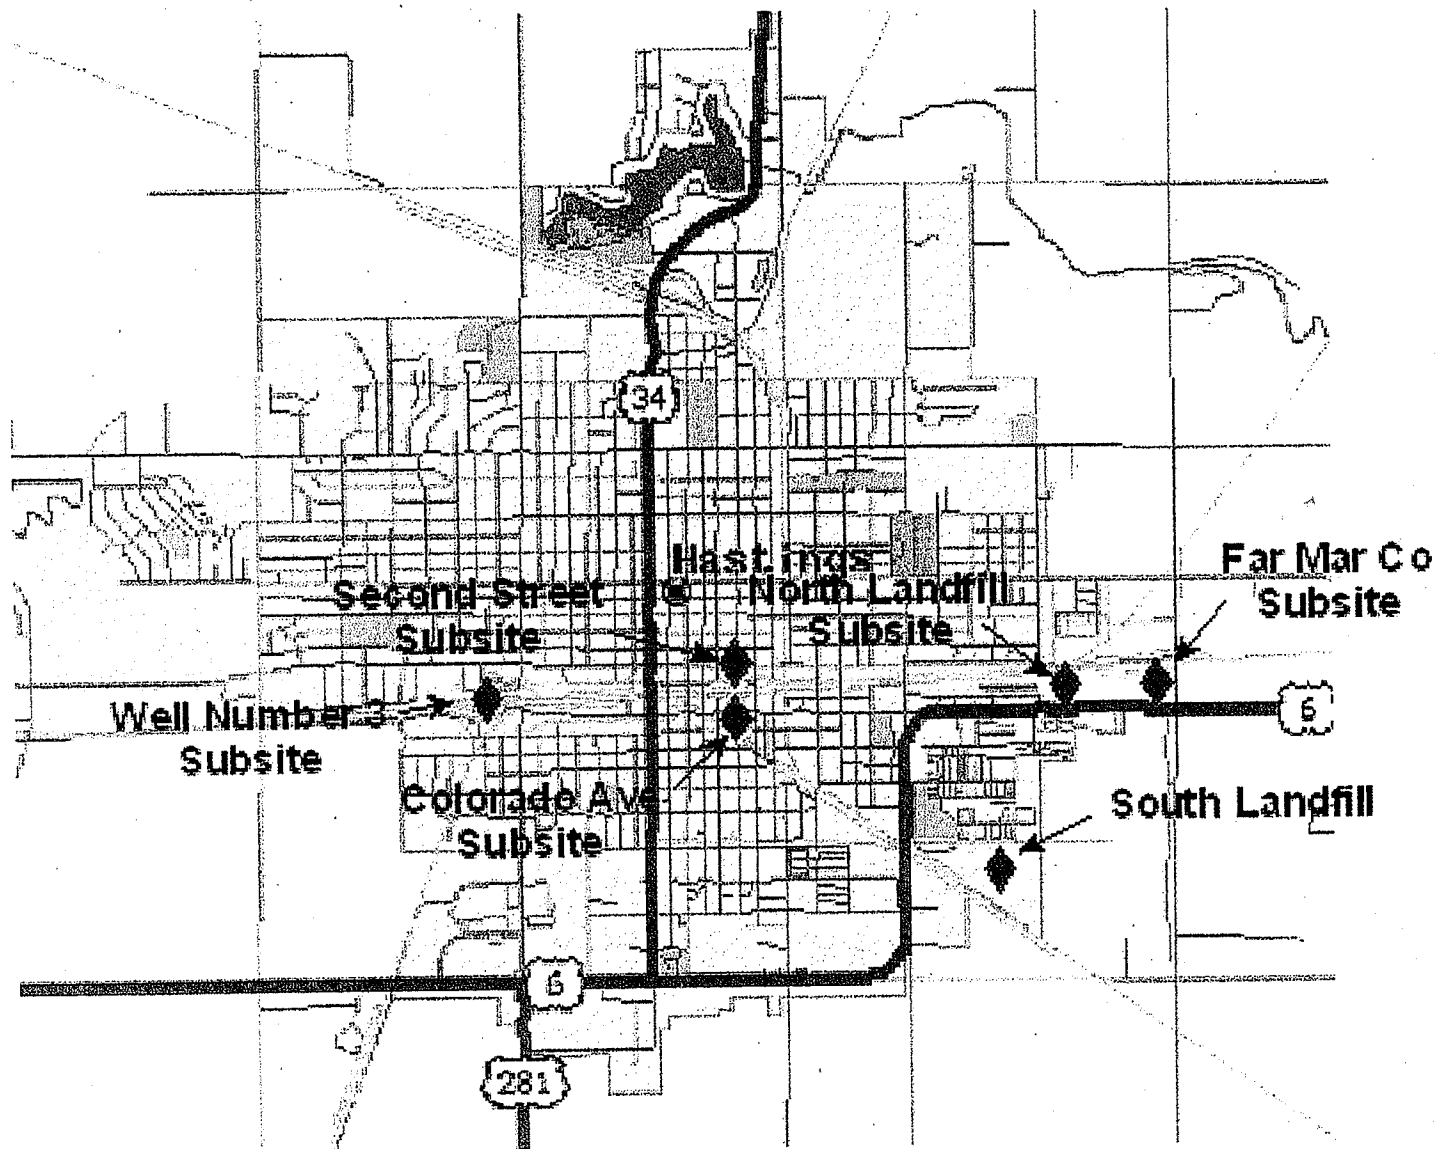 34
Hastings
Far Mar Co
Subsite
Second Street
Subsite
North Landfill
Subsite
6
Well Number 3
Subsite
Colorado Ave
Subsite
South Landfill
6
281